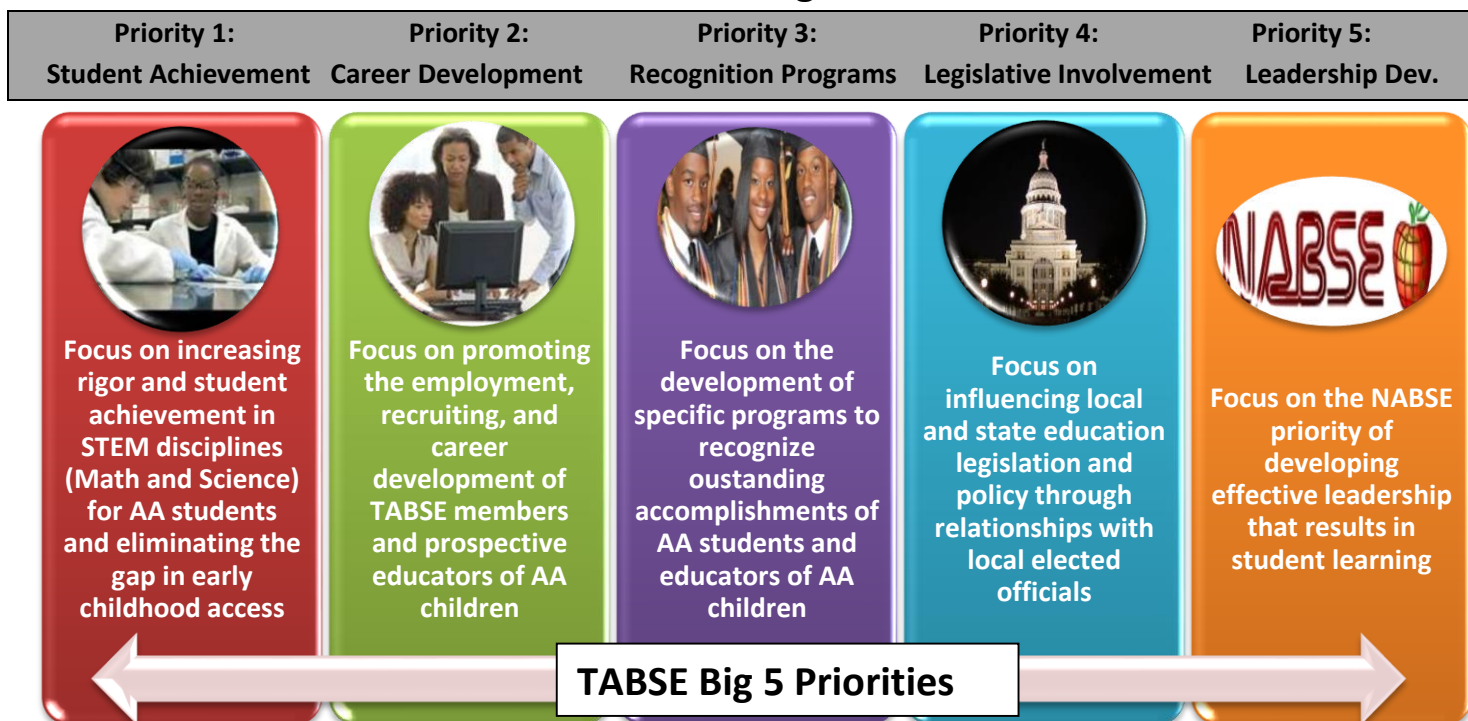 Priority 1:
Priority 2:
Priority 3:
Priority 4:
Priority 5:
Student Achievement
Career Development
Recognition Programs
Legislative Involvement
Leadership Dev.
Focus on increasing
rigor and student
achievement in
STEM disciplines
(Math and Science)
for AA students
and eliminating the
gap in early
childhood access
Focus on promoting
the employment,
recruiting, and
career
development of
TABSE members
and prospective
educators of AA
children
Focus on the
development of
specific programs to
recognize
oustanding
accomplishments of
AA students and
educators of AA
children
Focus on
influencing local
and state education
legislation and
policy through
relationships with
local elected
officials
NABSE
Focus on the NABSE
priority of
developing
effective leadership
that results in
student learning
TABSE Big 5 Priorities